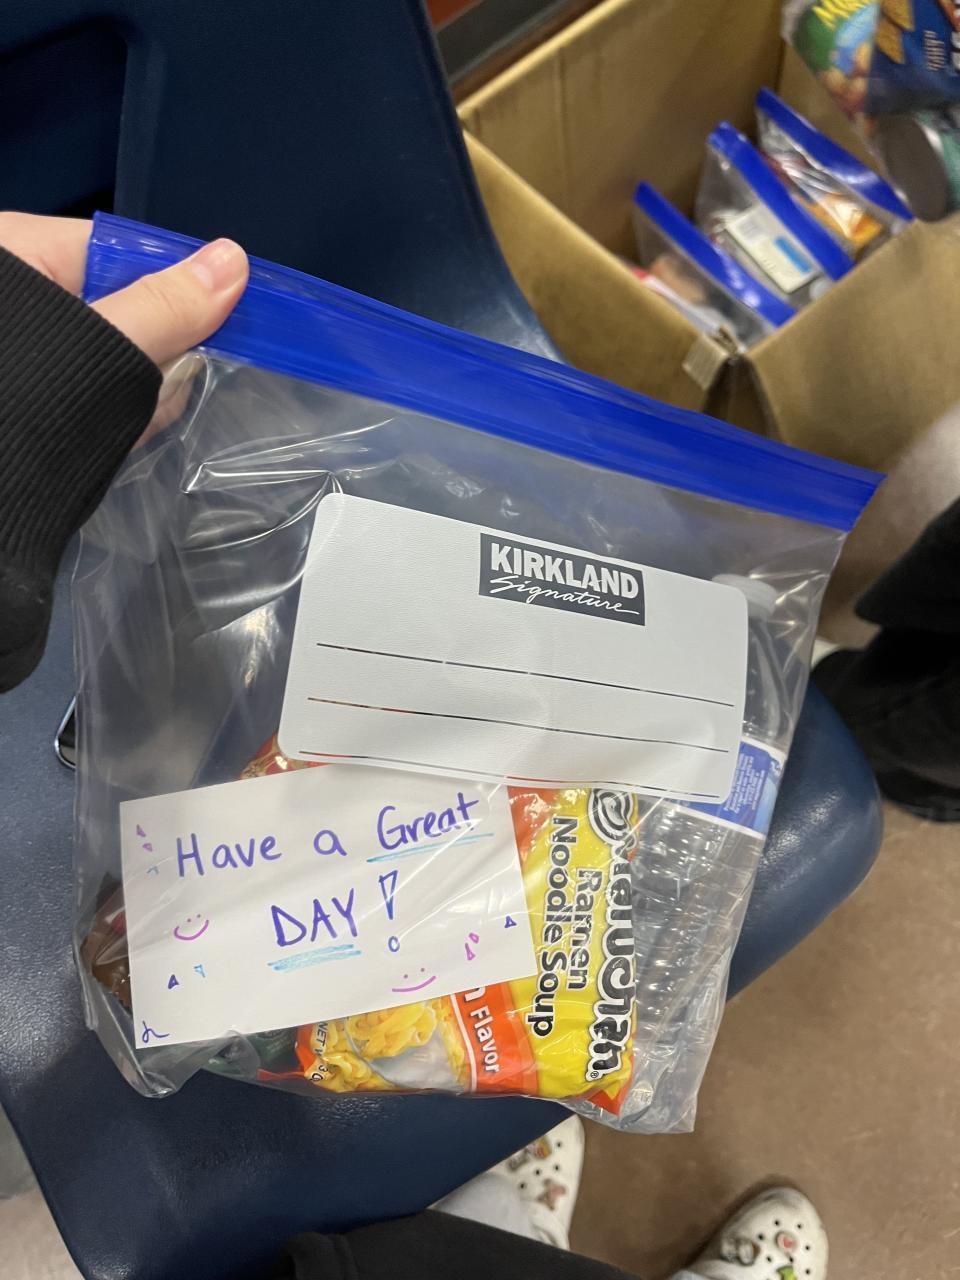 KIRKLAND
Signature
Have a Great
DAY!
Maruchan®
Ramen
Noodle Soup
Flavor